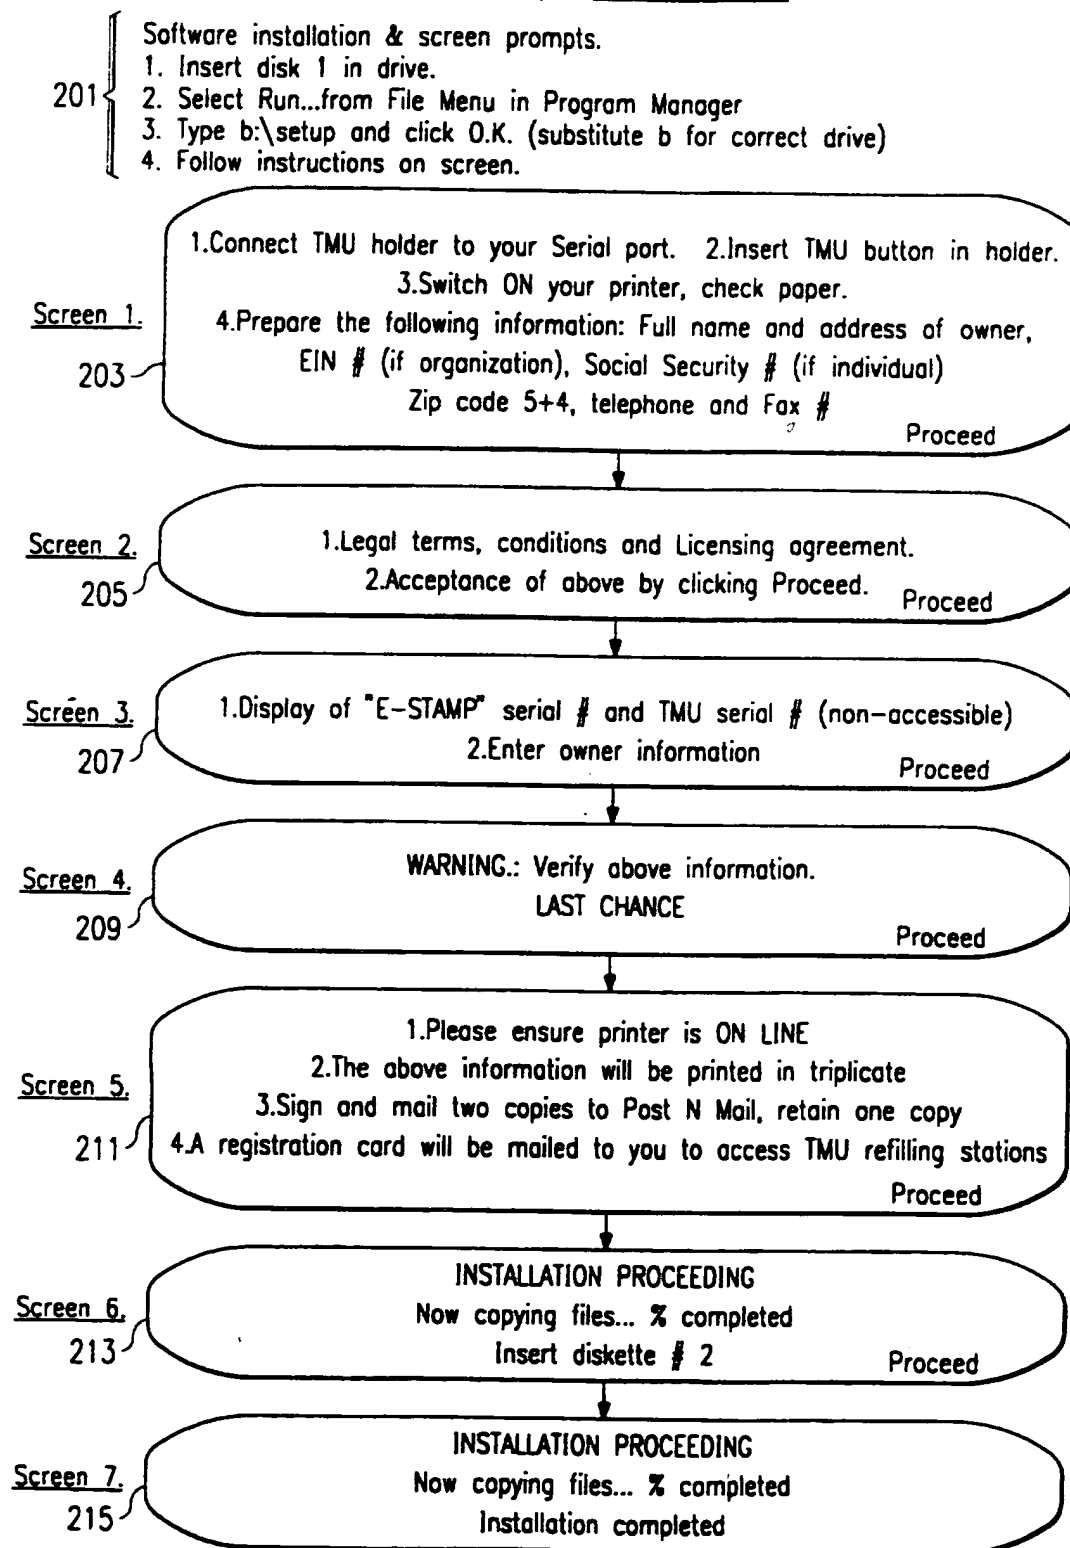 Software installation & screen prompts.
201
1. Insert disk 1 in drive.
2. Select Run...from File Menu in Program Manager
3. Type b:\setup and click O.K. (substitute b for correct drive)
4. Follow instructions on screen.
1.Connect TMU holder to your Serial port. 2.Insert TMU button in holder.
3.Switch ON your printer, check paper.
Screen 1.
4.Prepare the following information: Full name and address of owner,
EIN # (if organization), Social Security # (if individual)
203
Zip code 5+4, telephone and Fax #
Proceed
Screen 2.
1.Legal terms, conditions and Licensing agreement.
205
2.Acceptance of above by clicking Proceed.
Proceed
Screen 3.
1.Display of "E-STAMP" serial # and TMU serial # (non-accessible)
207
2.Enter owner information
Proceed
WARNING.: Verify above information.
Screen 4.
LAST CHANCE
209
Proceed
1.Please ensure printer is ON LINE
2.The above information will be printed in triplicate
Screen 5.
3.Sign and mail two copies to Post N Mail, retain one copy
211
4.A registration card will be mailed to you to access TMU refilling stations
Proceed
INSTALLATION PROCEEDING
Screen 6.
Now copying files... % completed
213
Insert diskette # 2
Proceed
INSTALLATION PROCEEDING
Screen 7.
Now copying files... % completed
215
Installation completed